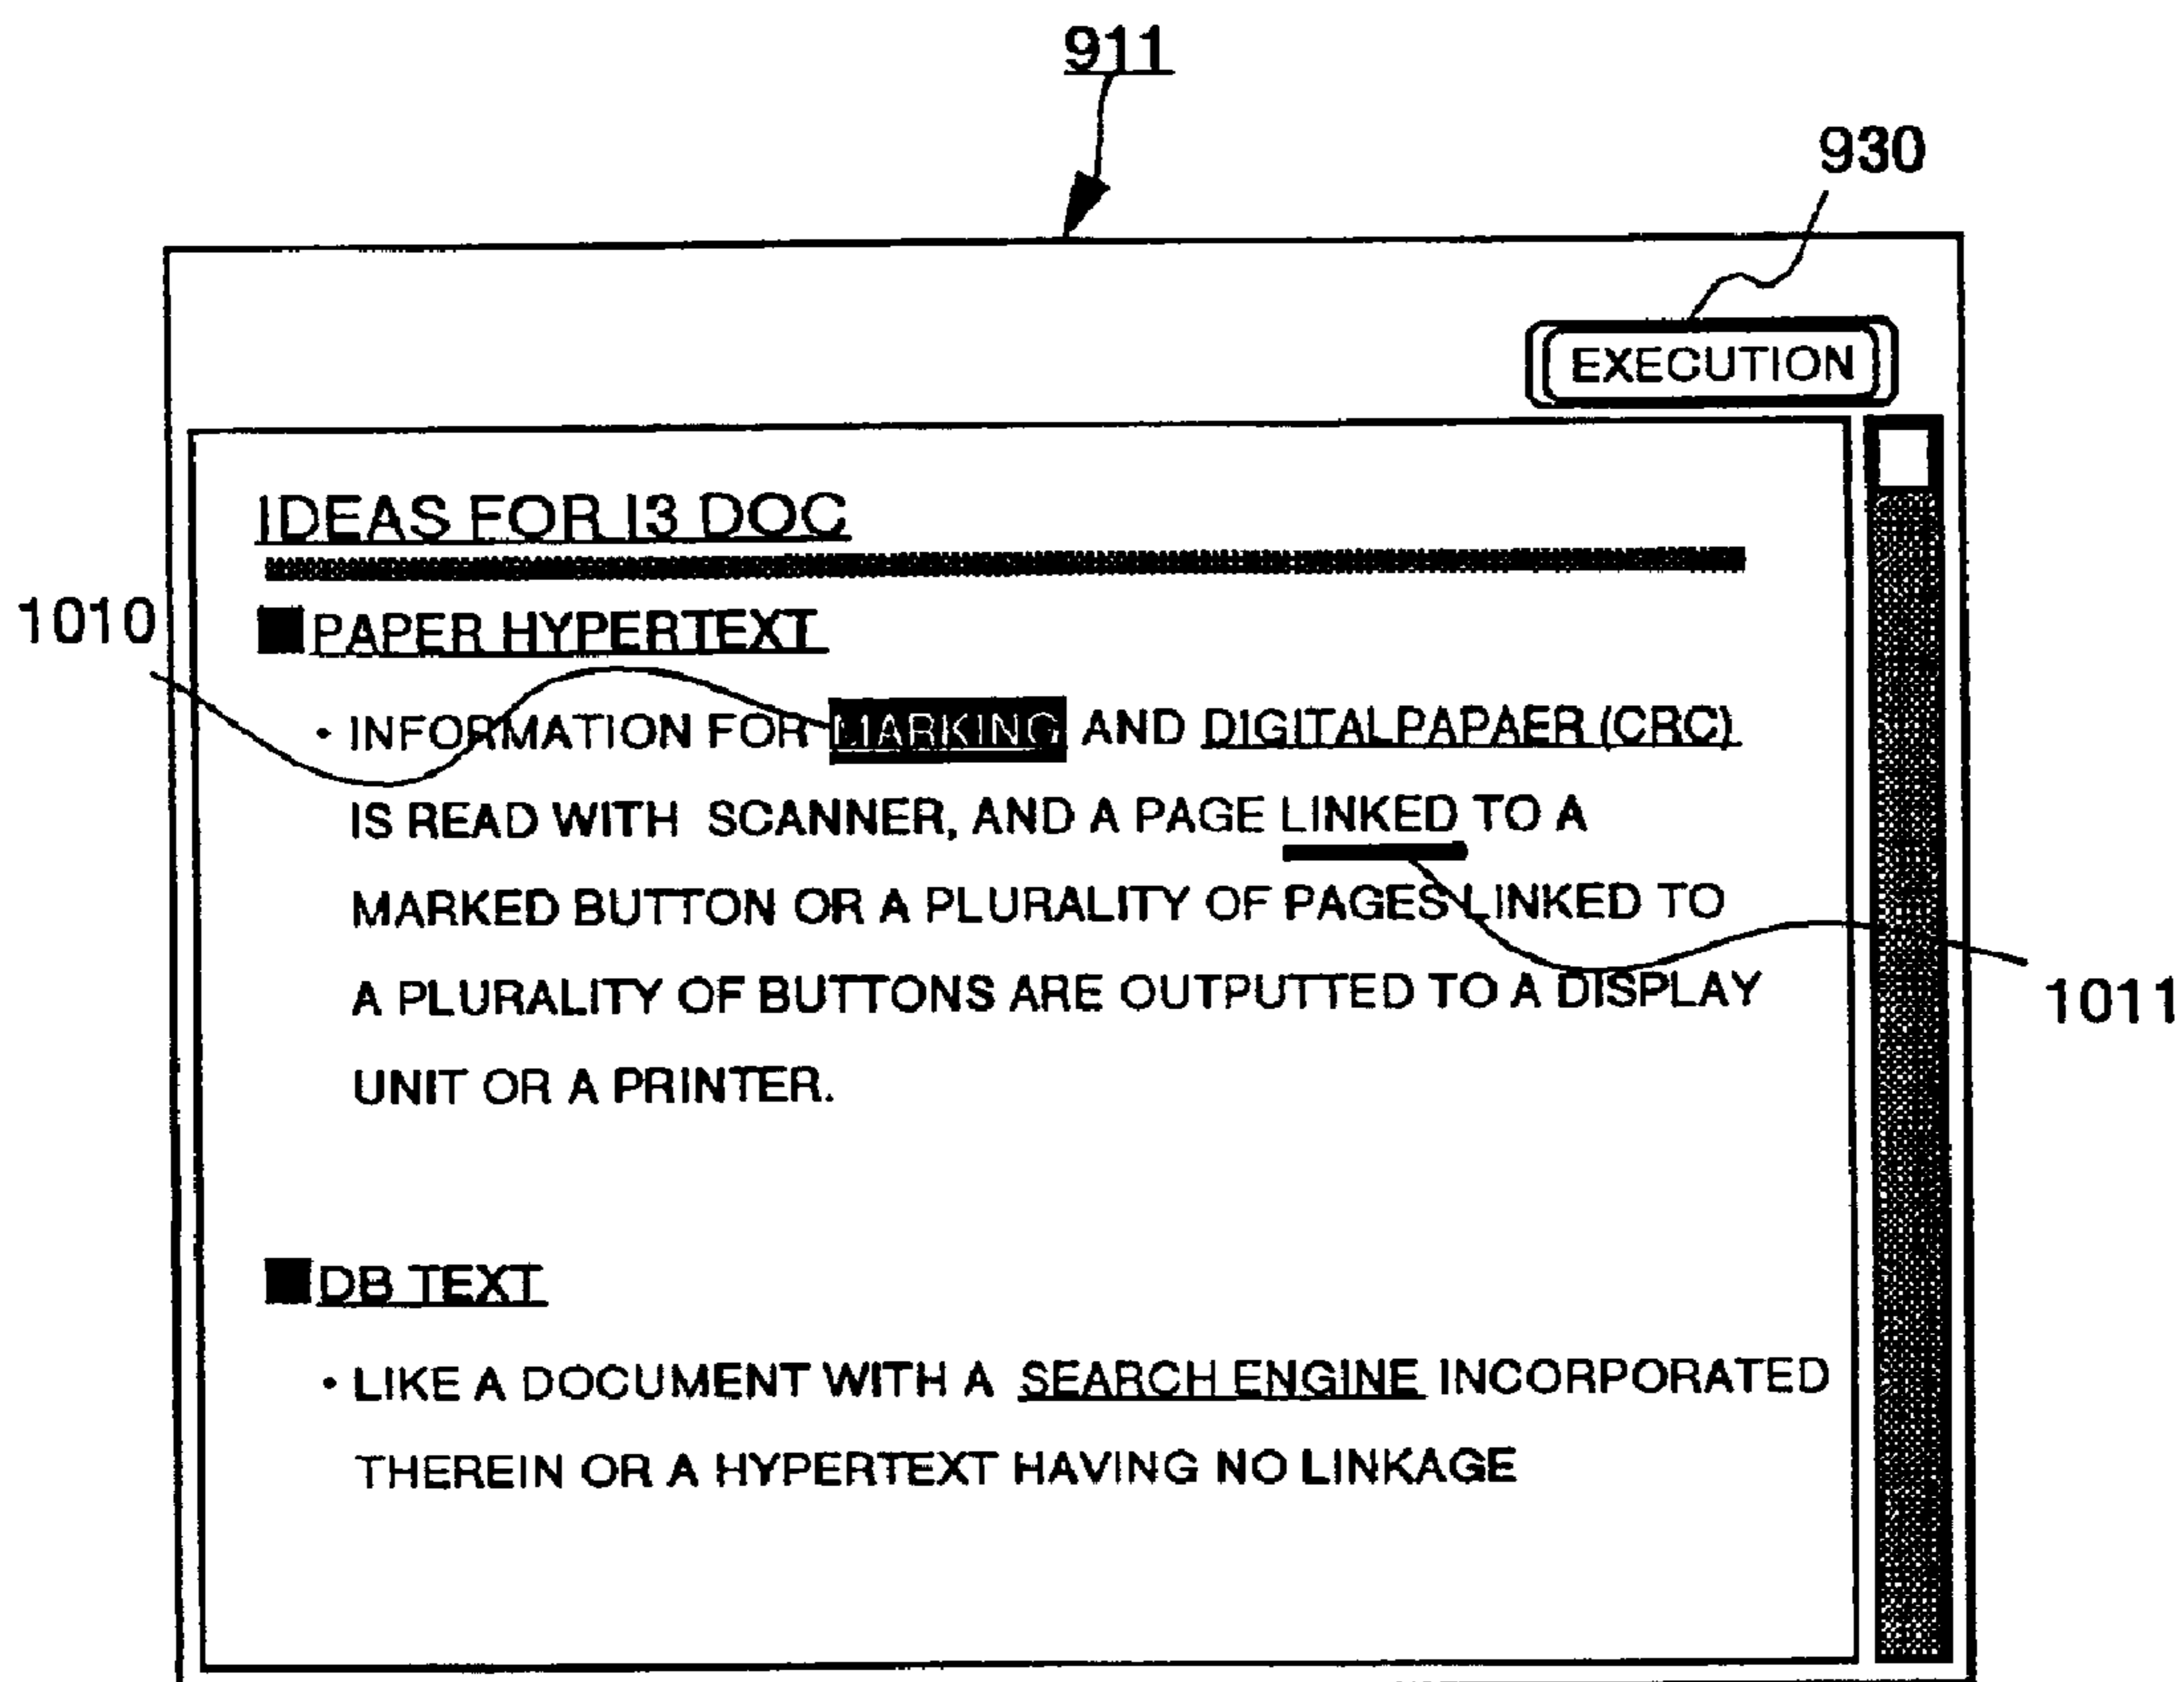 911
930
EXECUTION
IDEAS FOR I3 DOC
1010
PAPER HYPERTEXT
• INFORMATION FOR MARKING AND DIGITALPAPAER (CRC)
IS READ WITH SCANNER, AND A PAGE LINKED TO A
MARKED BUTTON OR A PLURALITY OF PAGES LINKED TO
A PLURALITY OF BUTTONS ARE OUTPUTTED TO A DISPLAY
1011
UNIT OR A PRINTER.
DB TEXT
• LIKE A DOCUMENT WITH A SEARCH ENGINE INCORPORATED
THEREIN OR A HYPERTEXT HAVING NO LINKAGE